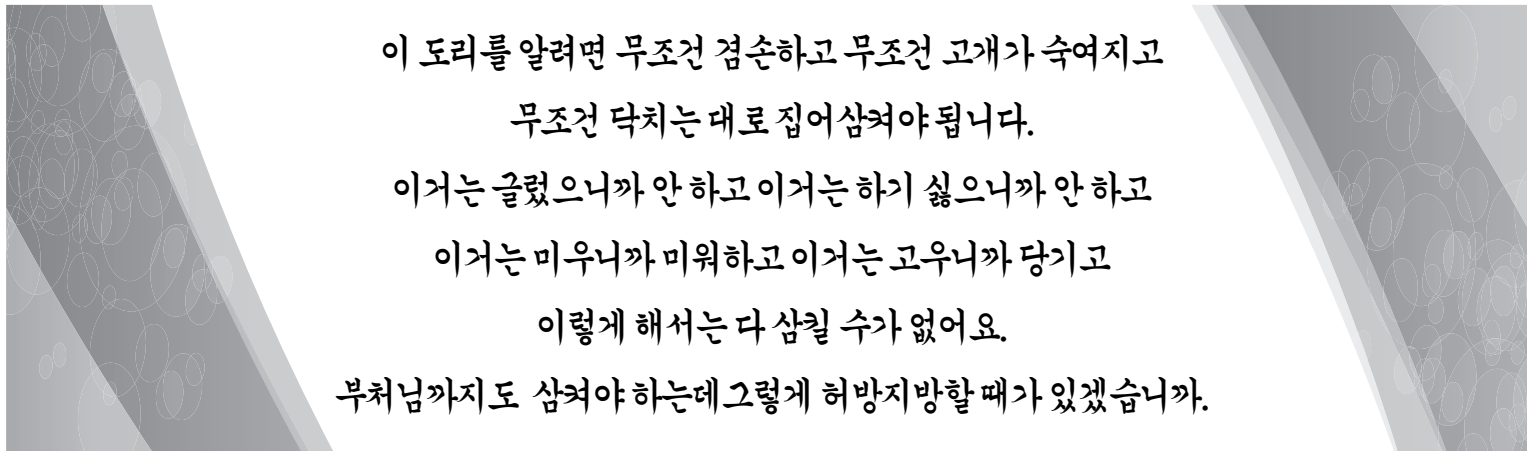 이 도리를 알려면 무조건 겸손하고 무조건 고개가 숙여지고
무조건 닥치는 대로 집어삼켜야 됩니다.
이거는 글렀으니까 안 하고 이거는 하기 싫으니까 안 하고
이거는 미우니까 미워하고 이거는 고우니까 당기고
이렇게 해서는 다 삼킬 수가 없어요.
부처님까지도 삼켜야 하는데 그렇게 허방지방할 때가 있겠습니까.